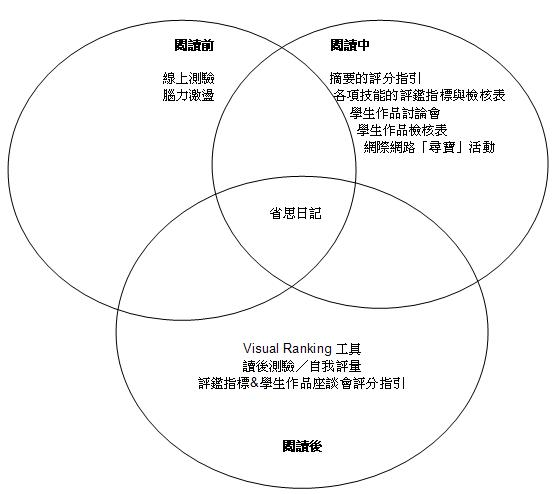 閱讀前
線上測驗
腦力激盪
閱讀中
摘要的評分指引
各項技能的評鑑指標與檢核表
學生作品討論會
學生作品檢核表
網際網路「尋寶」活動
省思日記
Visual Ranking 工具
讀後測驗／自我評量
評鑑指標&學生作品座談會評分指引
閱讀後